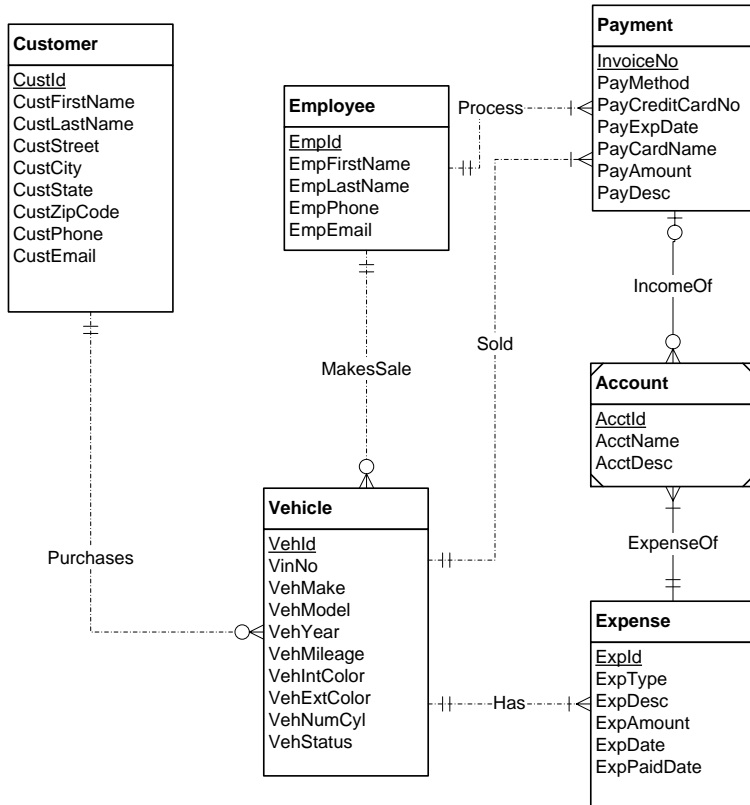 Customer
CustId
CustFirstName
CustLastName
CustStreet
CustCity
CustState
CustZipCode
CustPhone
CustEmail
Employee
EmpId
EmpFirstName
EmpLastName
EmpPhone
EmpEmail
Process
Payment
InvoiceNo
PayMethod
PayCreditCardNo
PayExpDate
PayCardName
PayAmount
PayDesc
IncomeOf
Sold
MakesSale
Account
AcctId
AcctName
AcctDesc
Purchases
Vehicle
VehId
VinNo
VehMake
VehModel
VehYear
VehMileage
VehIntColor
VehExtColor
VehNumCyl
VehStatus
ExpenseOf
Has
Expense
ExpId
ExpType
ExpDesc
ExpAmount
ExpDate
ExpPaidDate